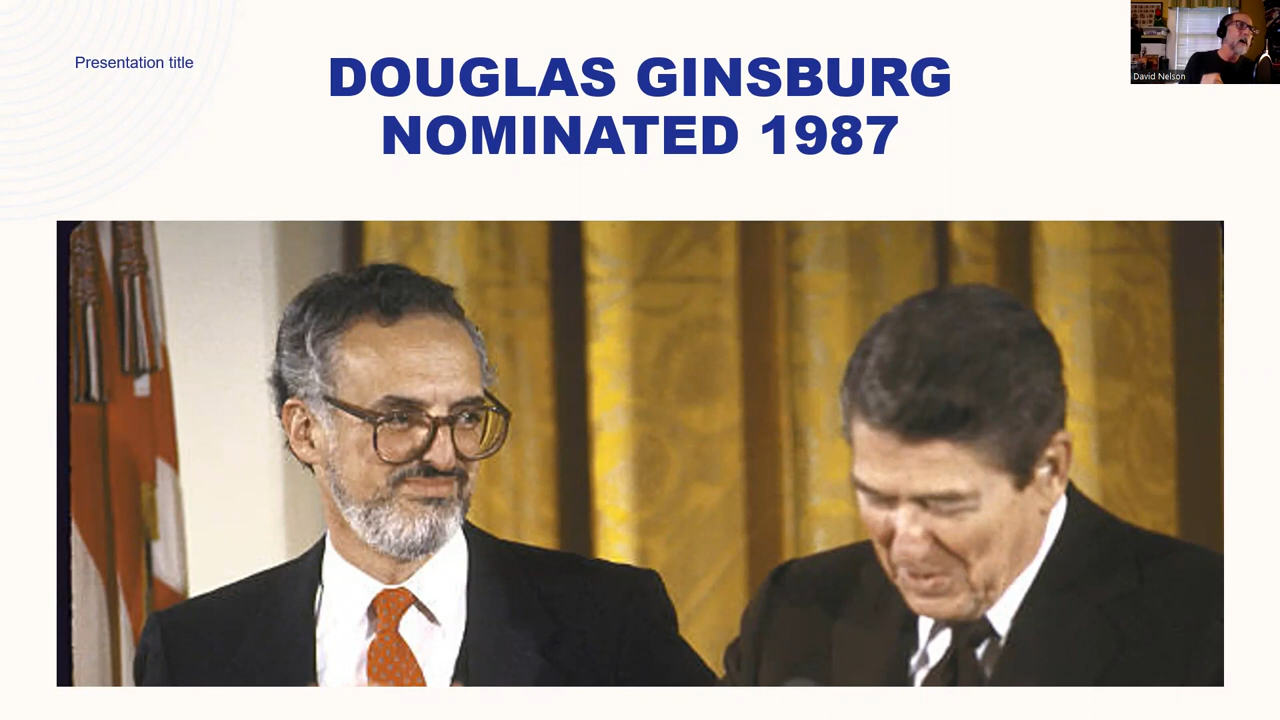 Presentation title
DOUGLAS GINSBURG
NOMINATED 1987
David Nelson